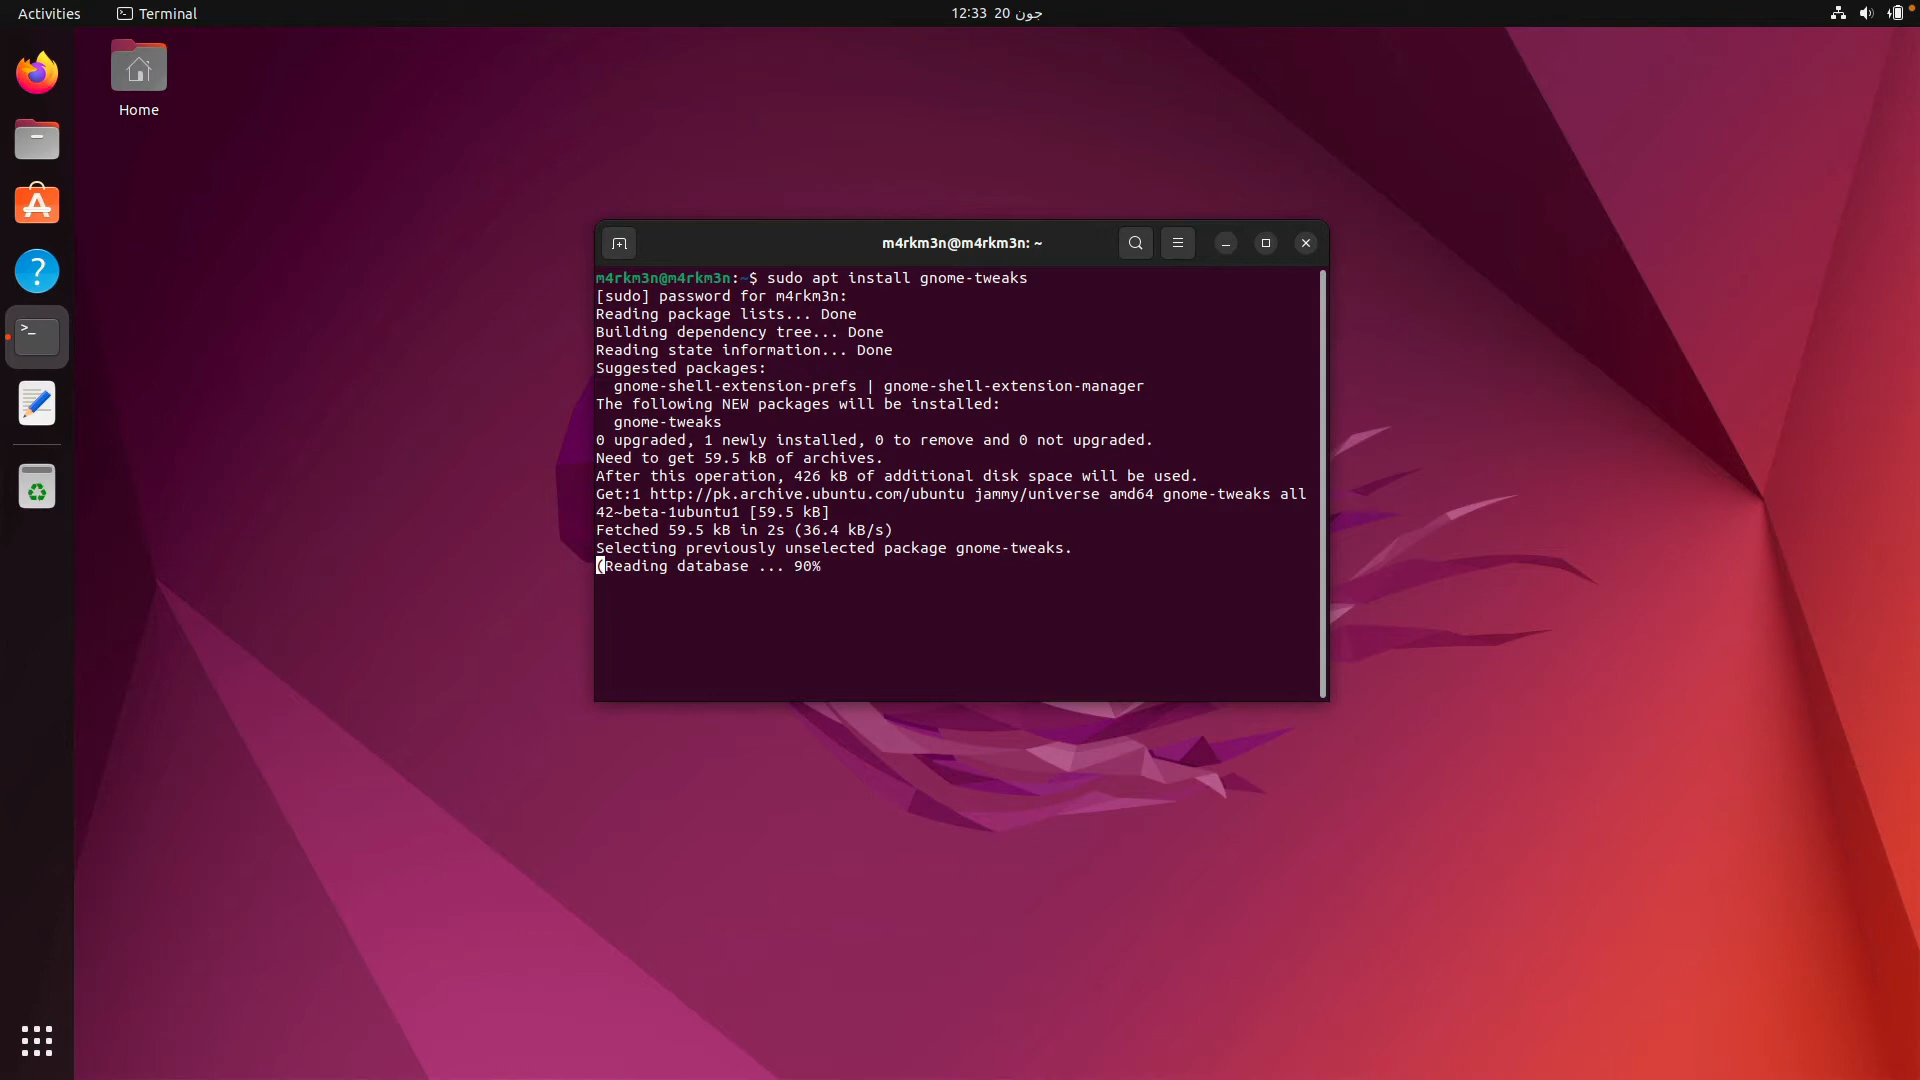 Activities
Terminal
12:33 20 جون
Home
m4rkm3n@m4rkm3n: ~
m4rkm3n@m4rkm3n:~$ sudo apt install gnome-tweaks
[sudo] password for m4rkm3n:
Reading package lists... Done
Building dependency tree... Done
Reading state information... Done
Suggested packages:
  gnome-shell-extension-prefs | gnome-shell-extension-manager
The following NEW packages will be installed:
  gnome-tweaks
0 upgraded, 1 newly installed, 0 to remove and 0 not upgraded.
Need to get 59.5 kB of archives.
After this operation, 426 kB of additional disk space will be used.
Get:1 http://pk.archive.ubuntu.com/ubuntu jammy/universe amd64 gnome-tweaks all
42~beta-1ubuntu1 [59.5 kB]
Fetched 59.5 kB in 2s (36.4 kB/s)
Selecting previously unselected package gnome-tweaks.
(Reading database ... 90%